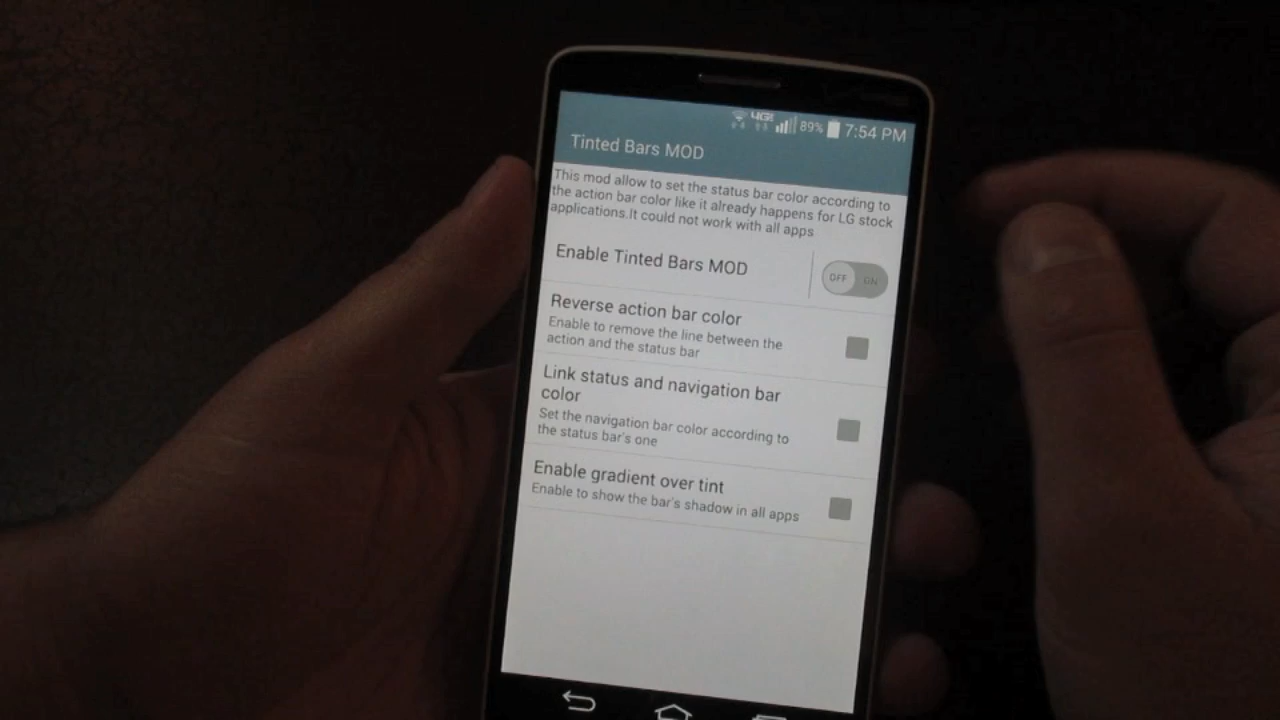 4G 89% 7:54 PM
Tinted Bars MOD
This mod allow to set the status bar color according to
the action bar color like it already happens for LG stock
applications.It could not work with all apps
Enable Tinted Bars MOD
OFF ON
Reverse action bar color
Enable to remove the line between the
action and the status bar
Link status and navigation bar
color
Set the navigation bar color according to
the status bar's one
Enable gradient over tint
Enable to show the bar's shadow in all apps